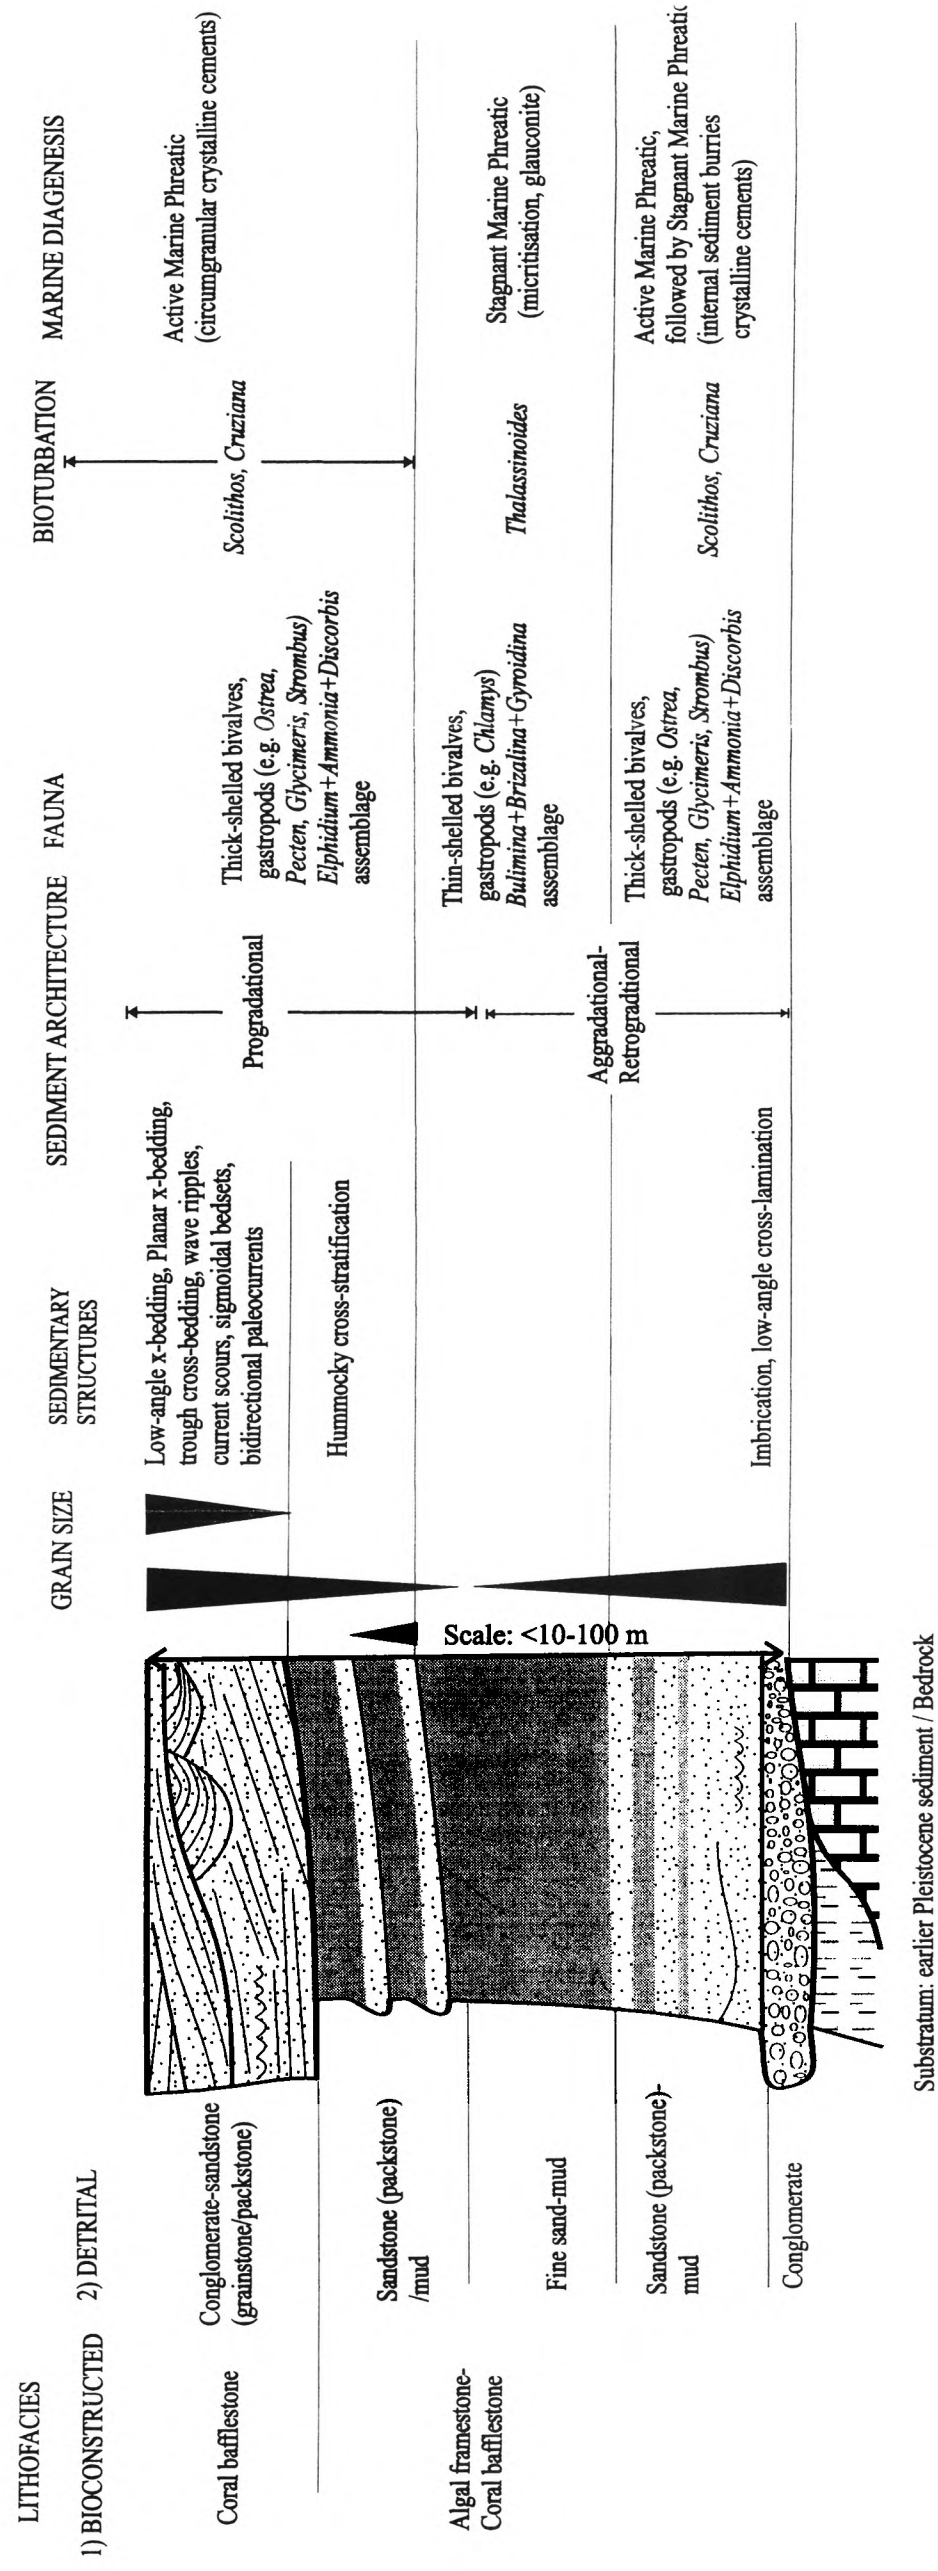 LITHOFACIES
1) BIOCONSTRUCTED
2) DETRITAL
GRAIN SIZE
SEDIMENTARY
STRUCTURES
SEDIMENT ARCHITECTURE
FAUNA
BIOTURBATION
MARINE DIAGENESIS
Coral bafflestone
Conglomerate-sandstone
(grainstone/packstone)
Low-angle x-bedding, Planar x-bedding,
trough cross-bedding, wave ripples,
current scours, sigmoidal bedsets,
bidirectional paleocurrents
Progradational
Thick-shelled bivalves,
gastropods (e.g. Ostrea,
Pecten, Glycimeris, Strombus)
Elphidium+Ammonia+Discorbis
assemblage
Scolithos, Cruziana
Active Marine Phreatic
(circumgranular crystalline cements)
Sandstone (packstone)
/mud
Hummocky cross-stratification
Algal framestone-
Coral bafflestone
Fine sand-mud
Scale: <10-100 m
Thin-shelled bivalves,
gastropods (e.g. Chlamys)
Bulimina+Brizalina+Gyroidina
assemblage
Thalassinoides
Stagnant Marine Phreatic
(micritisation, glauconite)
Aggradational-
Retrogradtional
Sandstone (packstone)-
mud
Thick-shelled bivalves,
gastropods (e.g. Ostrea,
Pecten, Glycimeris, Strombus)
Elphidium+Ammonia+Discorbis
assemblage
Scolithos, Cruziana
Active Marine Phreatic,
followed by Stagnant Marine Phreatic
(internal sediment burries
crystalline cements)
Conglomerate
Imbrication, low-angle cross-lamination
Substratum: earlier Pleistocene sediment / Bedrock